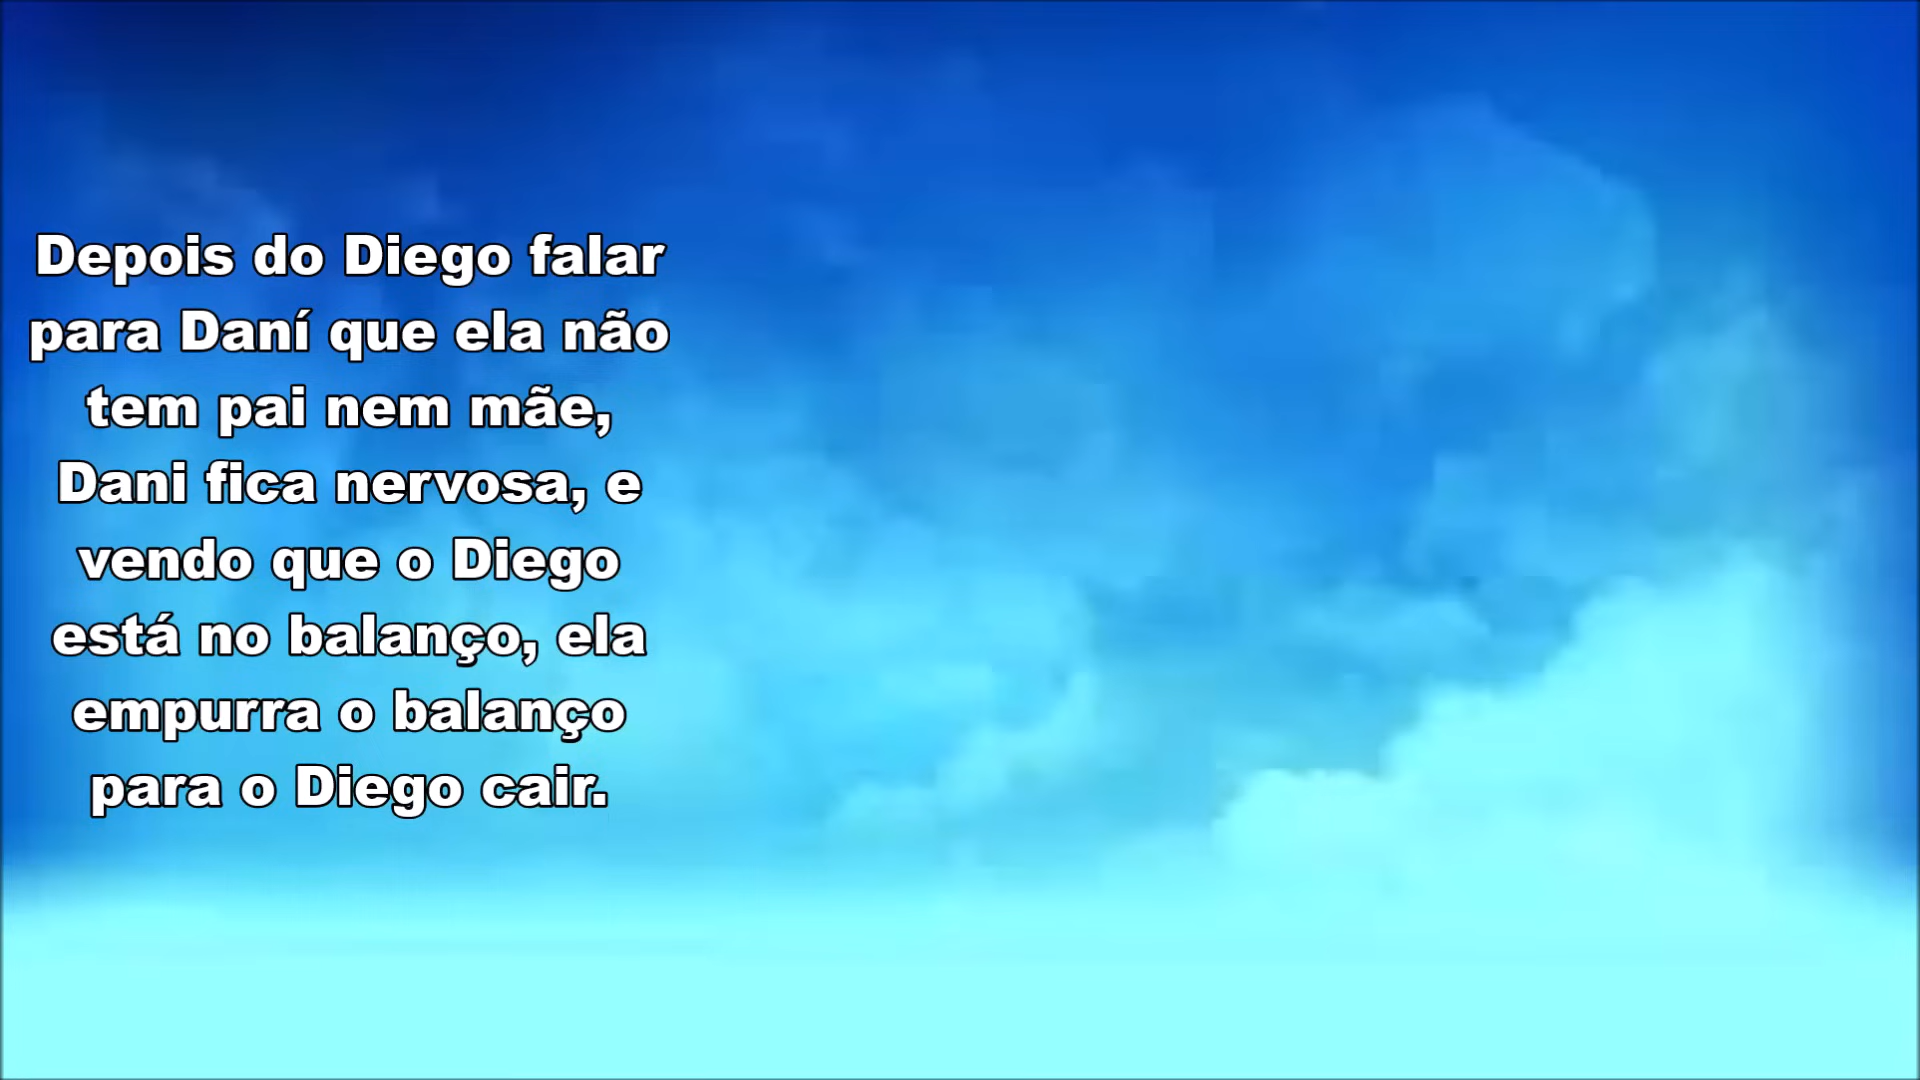 Depois do Diego falar
para Daní que ela não
tem pai nem mãe,
Dani fica nervosa, e
vendo que o Diego
está no balanço, ela
empurra o balanço
para o Diego cair.